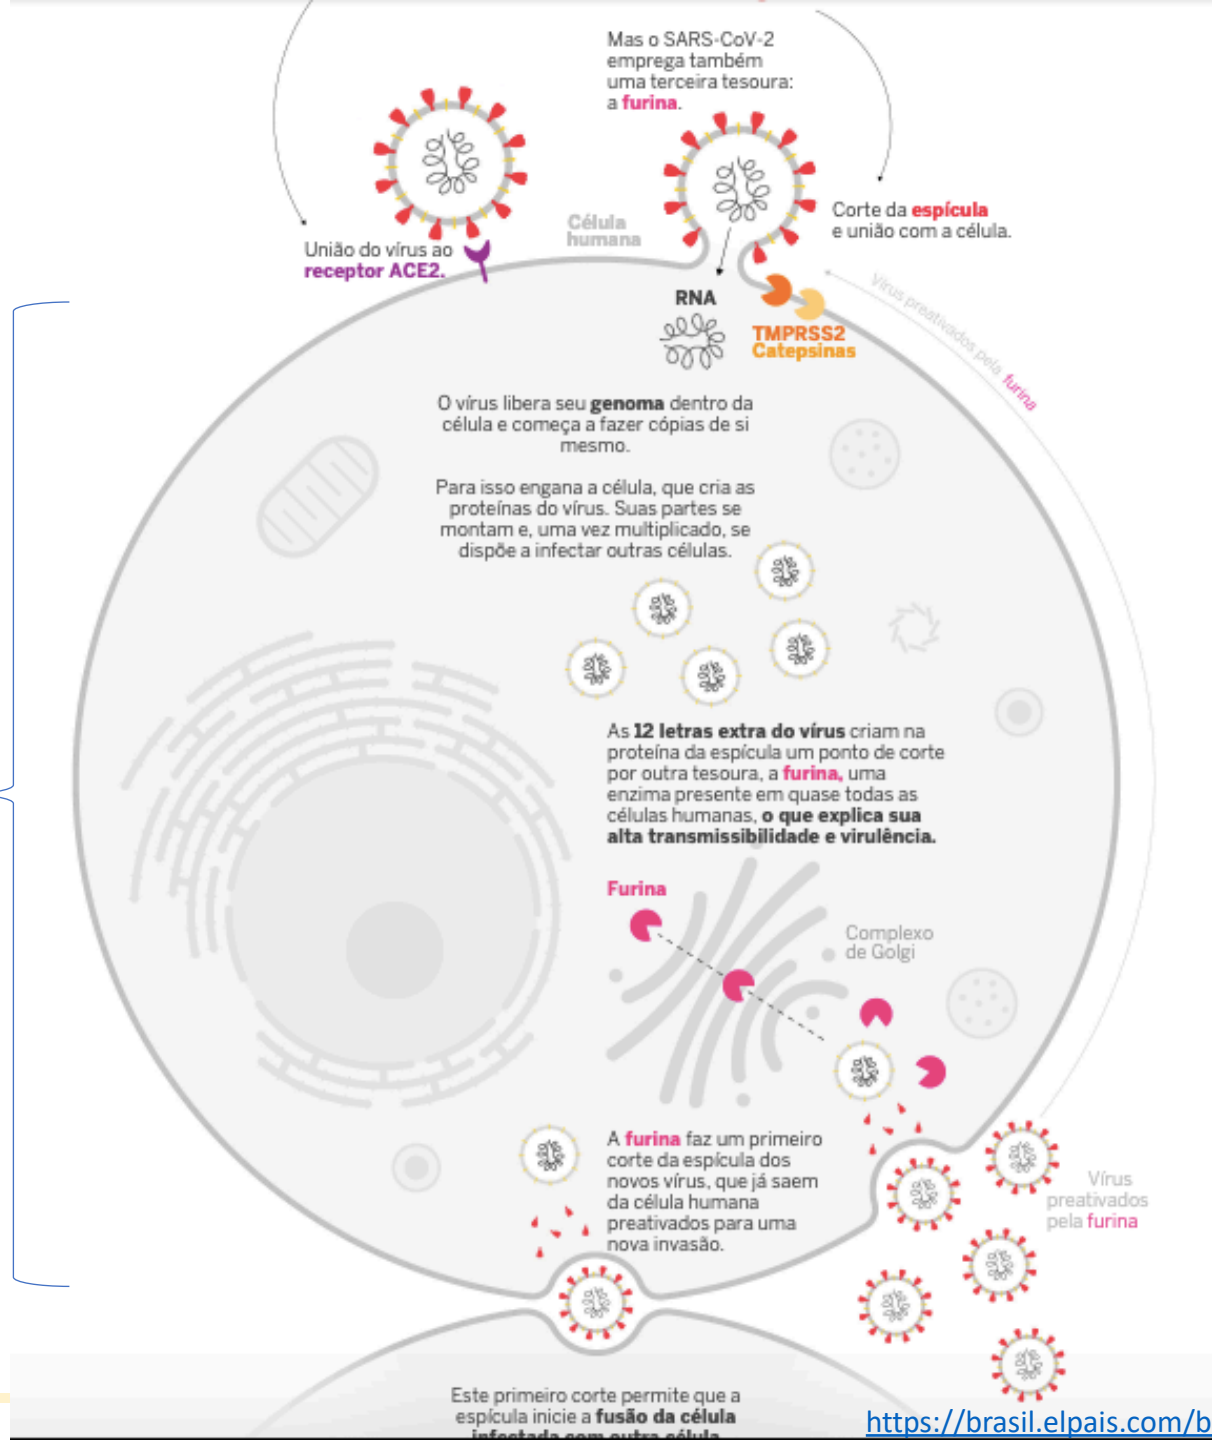 Mas o SARS-CoV-2
emprega também
uma terceira tesoura:
a furina.
Corte da espícula
e união com a célula.
Célula
humana
União do vírus ao
receptor ACE2.
Vírus preativados pela furina
RNA
TMPRSS2
Catepsinas
O vírus libera seu genoma dentro da
célula e começa a fazer cópias de si
mesmo.
Para isso engana a célula, que cria as
proteínas do vírus. Suas partes se
montam e, uma vez multiplicado, se
dispõe a infectar outras células.
As 12 letras extra do vírus criam na
proteína da espícula um ponto de corte
por outra tesoura, a furina, uma
enzima presente em quase todas as
células humanas, o que explica sua
alta transmissibilidade e virulência.
Furina
Complexo
de Golgi
A furina faz um primeiro
corte da espícula dos
novos vírus, que já saem
da célula humana
preativados para uma
nova invasão.
Vírus
preativados
pela furina
Este primeiro corte permite que a
espícula inicie a fusão da célula
infectada com outra célula
https://brasil.elpais.com/b